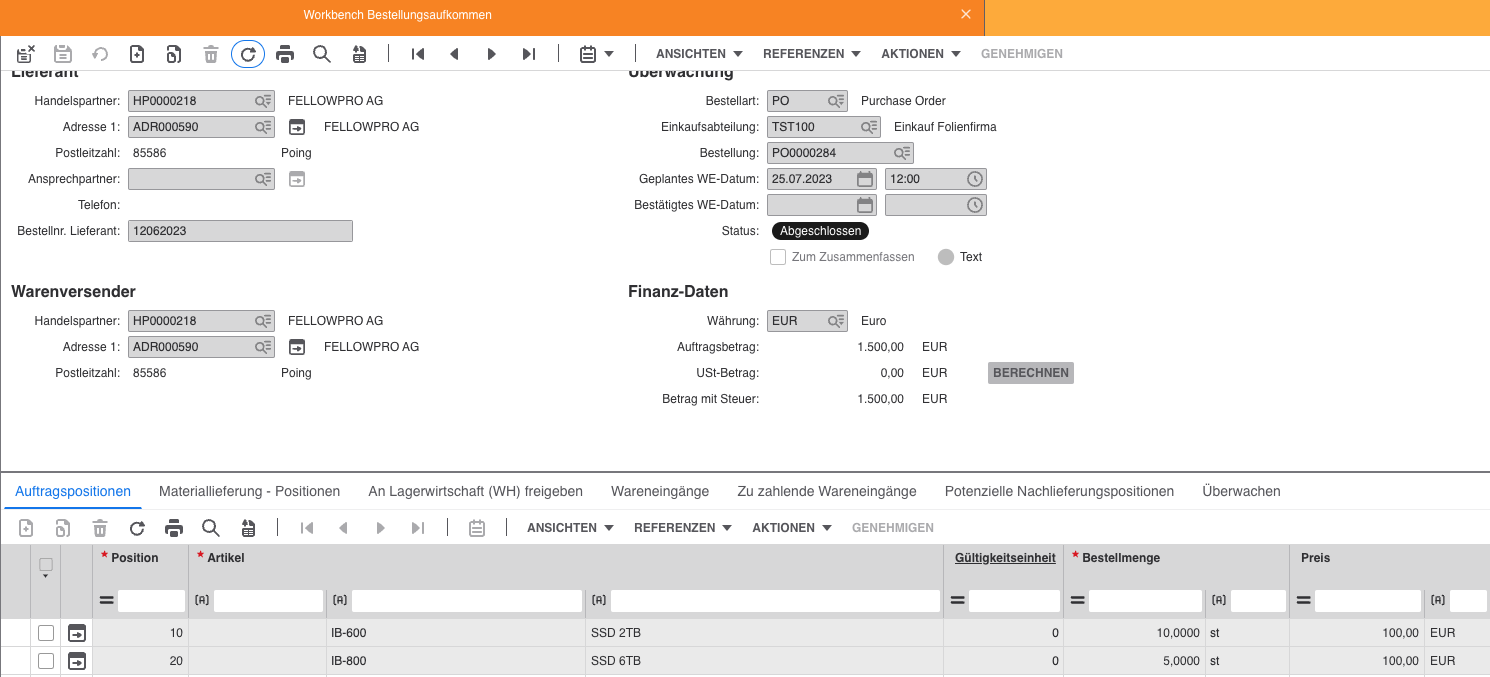 Workbench Bestellungsaufkommen
ANSICHTEN REFERENZEN AKTIONEN GENEHMIGEN
Lieferant
Handelspartner: HP0000218 FELLOWPRO AG
Adresse 1: ADR000590 FELLOWPRO AG
Postleitzahl: 85586 Poing
Ansprechpartner:
Telefon:
Bestellnr. Lieferant: 12062023
Überwachung
Bestellart: PO Purchase Order
Einkaufsabteilung: TST100 Einkauf Folienfirma
Bestellung: PO0000284
Geplantes WE-Datum: 25.07.2023 12:00
Bestätigtes WE-Datum:
Status: Abgeschlossen
Zum Zusammenfassen Text
Warenversender
Handelspartner: HP0000218 FELLOWPRO AG
Adresse 1: ADR000590 FELLOWPRO AG
Postleitzahl: 85586 Poing
Finanz-Daten
Währung: EUR Euro
Auftragsbetrag: 1.500,00 EUR
USt-Betrag: 0,00 EUR BERECHNEN
Betrag mit Steuer: 1.500,00 EUR
Auftragspositionen Materiallieferung - Positionen An Lagerwirtschaft (WH) freigeben Wareneingänge Zu zahlende Wareneingänge Potenzielle Nachlieferungspositionen Überwachen
ANSICHTEN REFERENZEN AKTIONEN GENEHMIGEN
* Position * Artikel Gültigkeitseinheit * Bestellmenge Preis
10 IB-600 SSD 2TB 0 10,0000 st 100,00 EUR
20 IB-800 SSD 6TB 0 5,0000 st 100,00 EUR